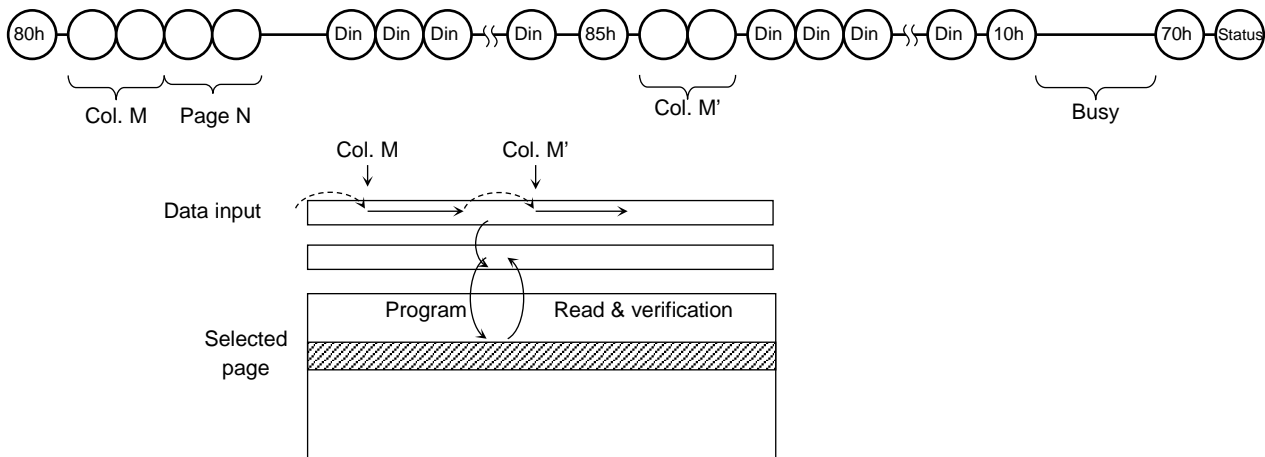 80h Din Din Din Din 85h Din Din Din Din 10h 70h Status
Col. M Page N Col. M’ Busy
Col. M Col. M’
Data input
Program Read & verification
Selected
page